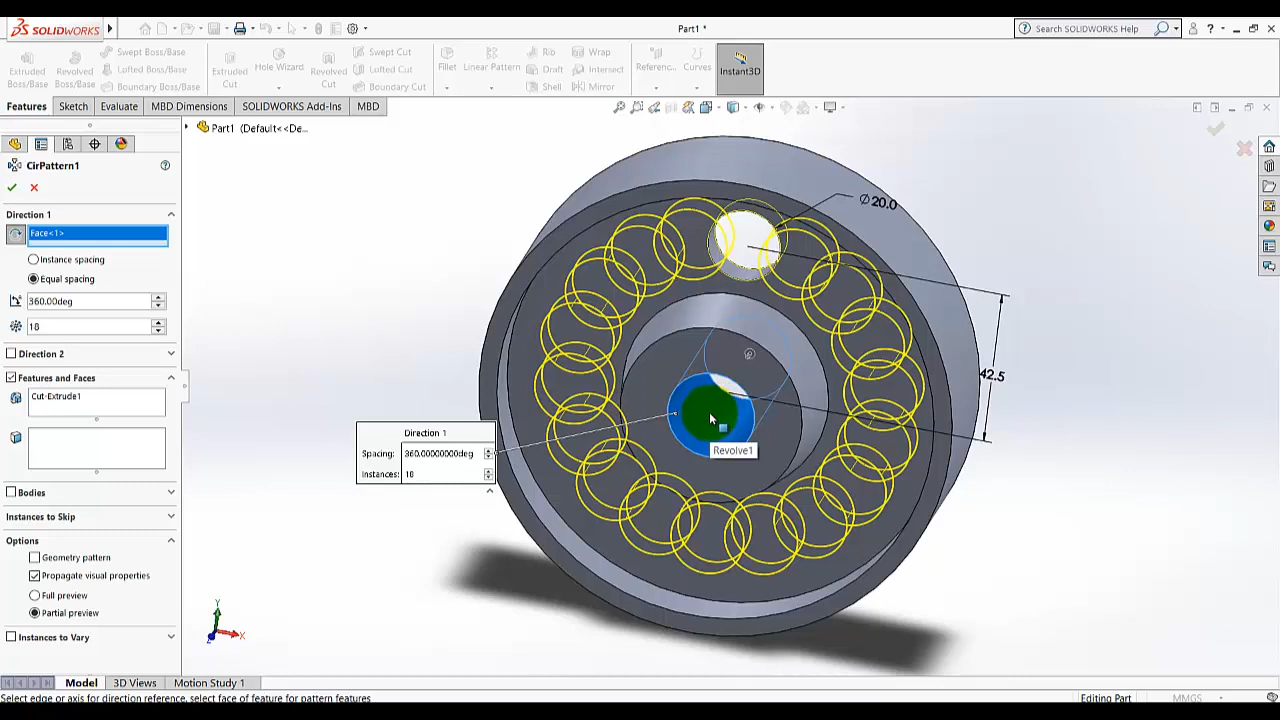 SOLIDWORKS
Part1 *
Search SOLIDWORKS Help
?
Extruded Boss/Base
Revolved Boss/Base
Swept Boss/Base
Lofted Boss/Base
Boundary Boss/Base
Extruded Cut
Hole Wizard
Revolved Cut
Swept Cut
Lofted Cut
Boundary Cut
Fillet
Linear Pattern
Rib
Draft
Shell
Wrap
Intersect
Mirror
Referenc...
Curves
Instant3D
Features
Sketch
Evaluate
MBD Dimensions
SOLIDWORKS Add-Ins
MBD
Part1 (Default<<De...
CirPattern1
?
Direction 1
Face<1>
Instance spacing
Equal spacing
360.00deg
18
Direction 2
Features and Faces
Cut-Extrude1
Bodies
Instances to Skip
Options
Geometry pattern
Propagate visual properties
Full preview
Partial preview
Instances to Vary
Ø20.0
42.5
Direction 1
Spacing: 360.00000000deg
Instances: 18
Revolve1
Y
X
Z
Model
3D Views
Motion Study 1
Select edge or axis for direction reference, select face of feature for pattern features
Editing Part
MMGS